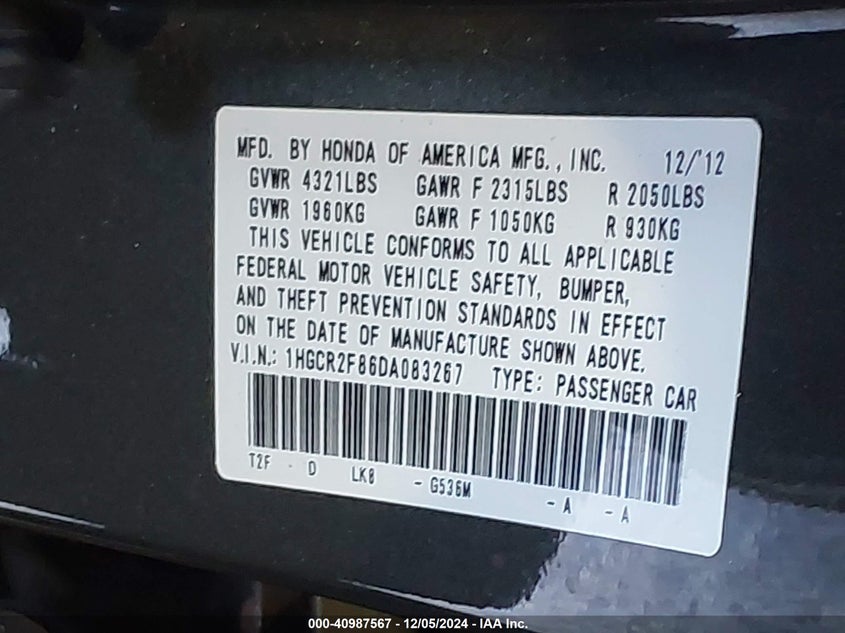 MFD. BY HONDA OF AMERICA MFG., INC. 12/'12
GVWR 4321LBS GAWR F 2315LBS R 2050LBS
GVWR 1960KG GAWR F 1050KG R 930KG
THIS VEHICLE CONFORMS TO ALL APPLICABLE
FEDERAL MOTOR VEHICLE SAFETY, BUMPER,
AND THEFT PREVENTION STANDARDS IN EFFECT
ON THE DATE OF MANUFACTURE SHOWN ABOVE.
V.I.N.: 1HGCR2F86DA083267 TYPE: PASSENGER CAR
T2F - D LK8 - G536M - A - A
000-40987567 - 12/05/2024 - IAA Inc.